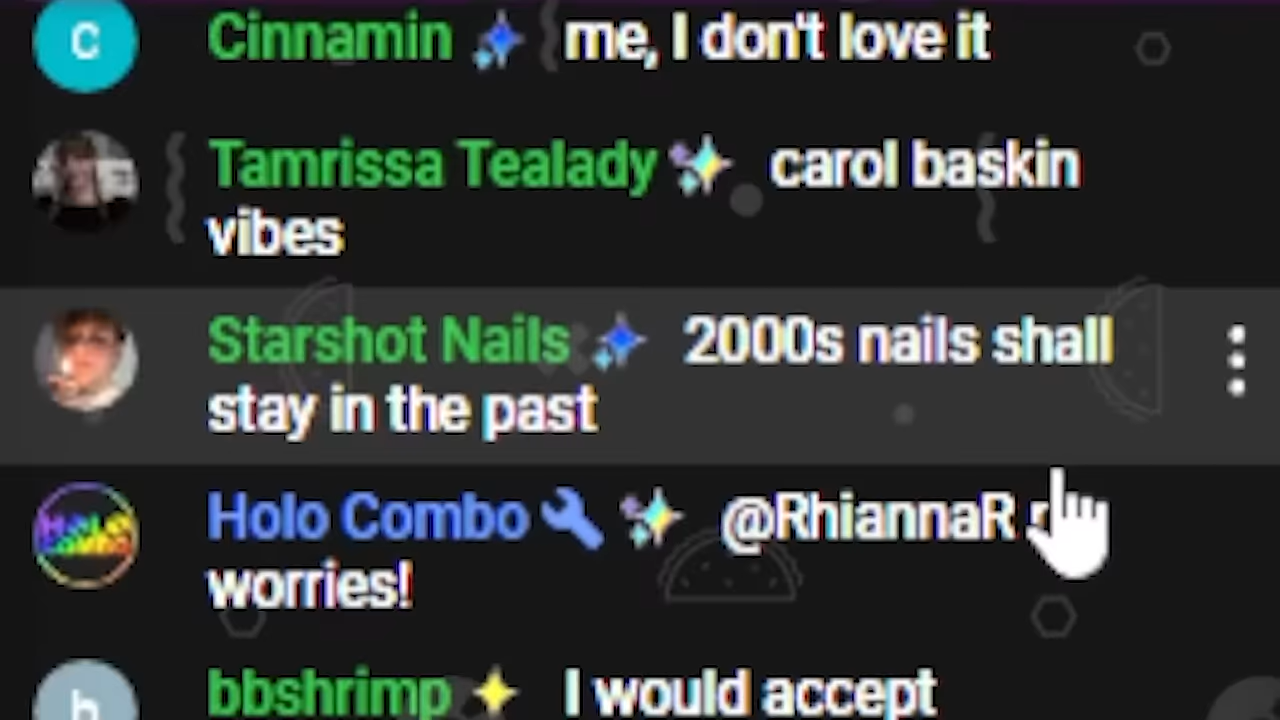 C Cinnamin me, I don't love it
Tamrissa Tealady carol baskin
vibes
Starshot Nails 2000s nails shall
stay in the past
Holo Combo @RhiannaR
worries!
b bbshrimp I would accept